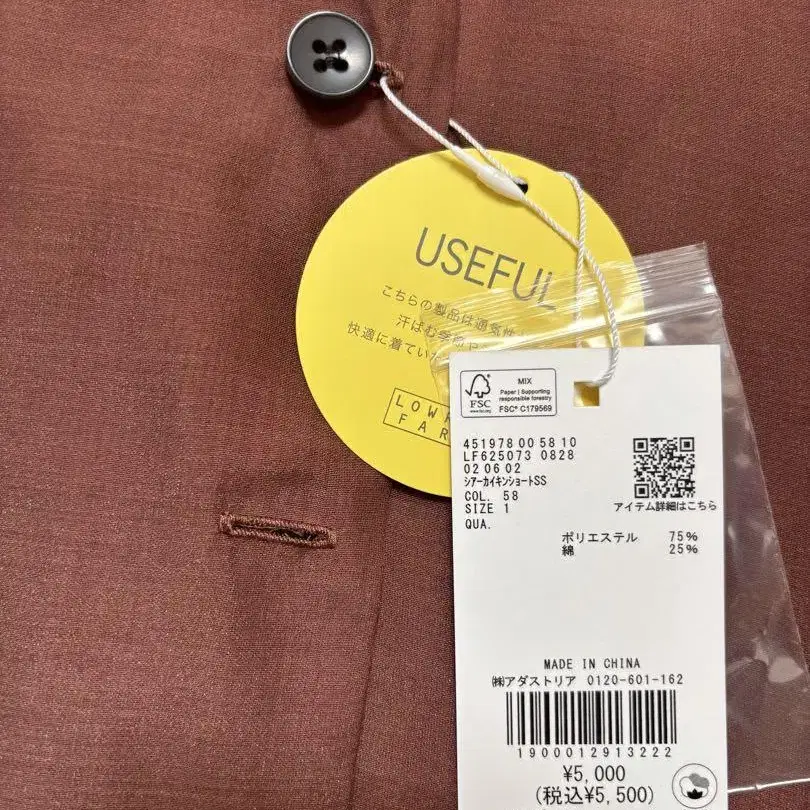 USEFUL
こちらの製品は通気性
汗ばむ季節や
快適に着てい
LOW
FAR
FSC
www.fsc.org
MIX
Paper | Supporting
responsible forestry
FSC® C179569
451978 00 58 10
LF625073 0828
02 06 02
シアーカイキンショートSS
COL. 58
SIZE 1
QUA.
アイテム詳細はこちら
ポリエステル 75%
綿 25%
MADE IN CHINA
㈱アダストリア 0120-601-162
1900012913222
¥5,000
(税込¥5,500)